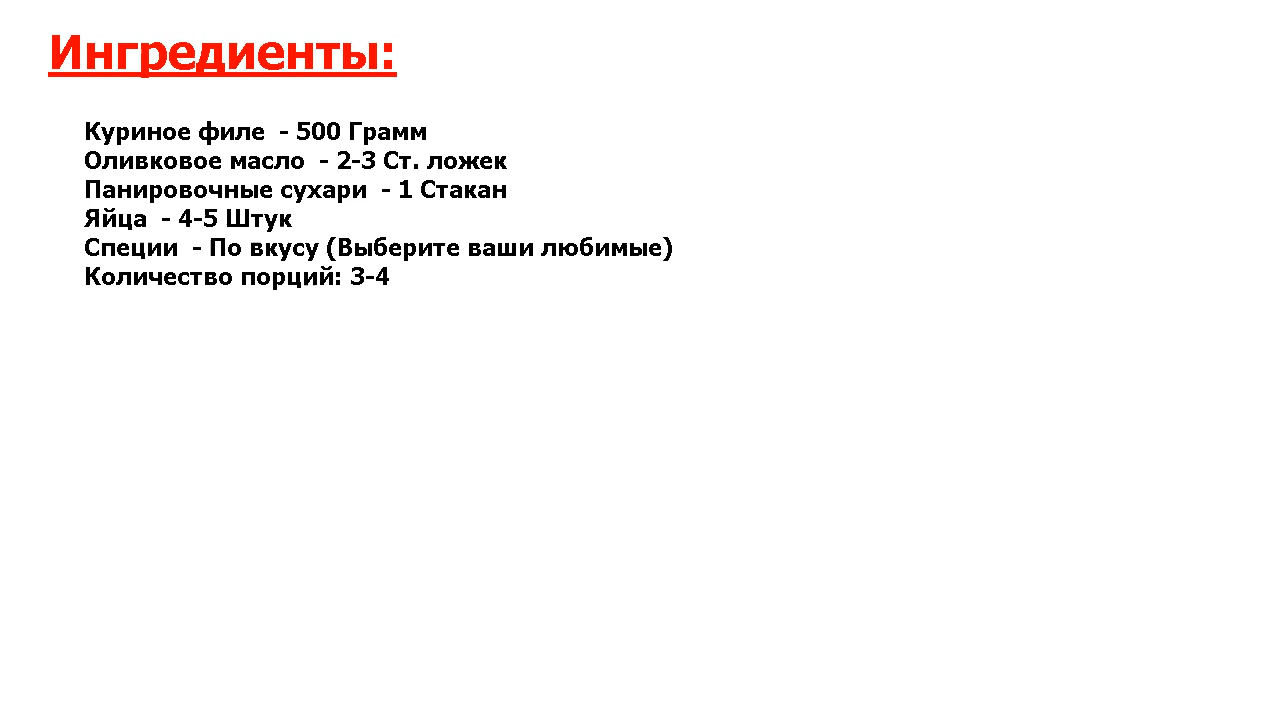 Ингредиенты:
Куриное филе  - 500 Грамм
Оливковое масло  - 2-3 Ст. ложек
Панировочные сухари  - 1 Стакан
Яйца  - 4-5 Штук
Специи  - По вкусу (Выберите ваши любимые)
Количество порций: 3-4